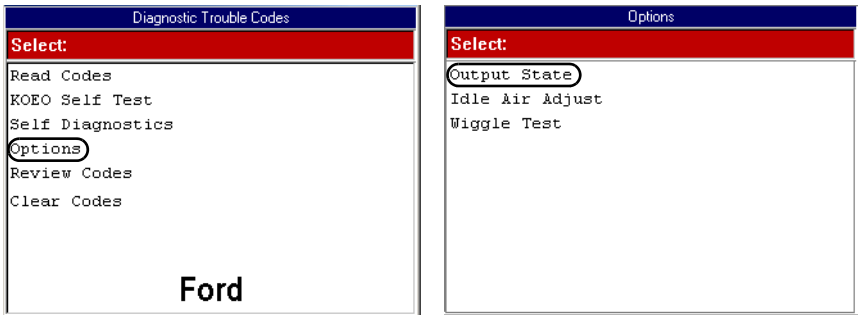 Diagnostic Trouble Codes
Select:
Read Codes
KOEO Self Test
Self Diagnostics
Options
Review Codes
Clear Codes
Ford
Options
Select:
Output State
Idle Air Adjust
Wiggle Test